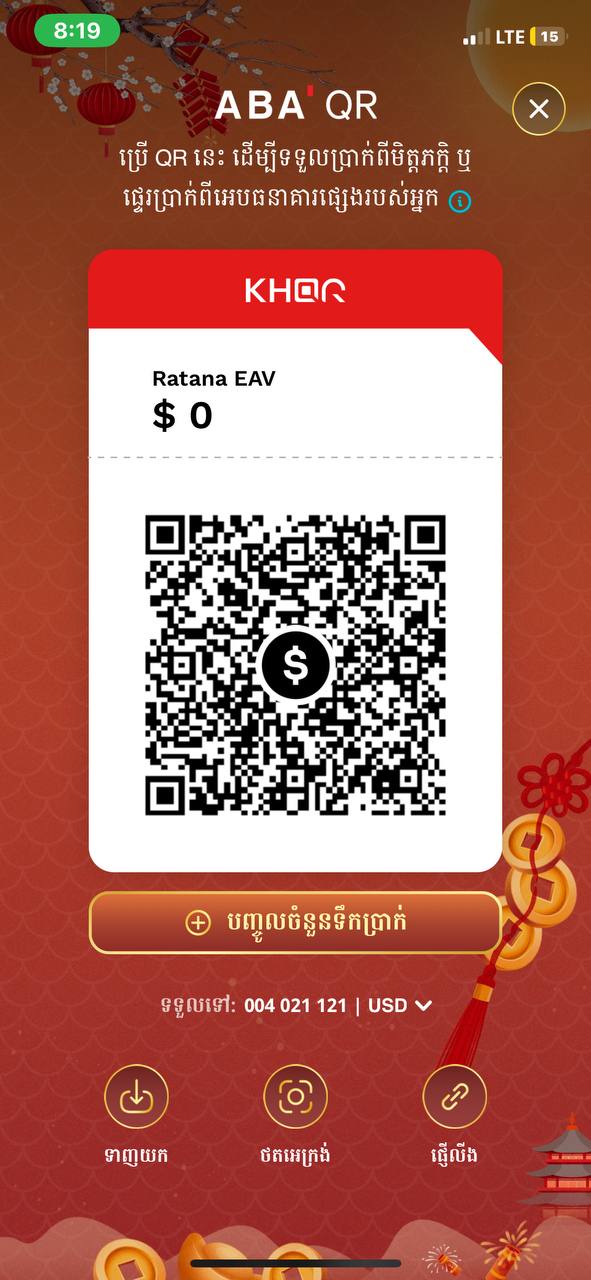 8:19
LTE 15
ABA' QR
ប្រើ QR នេះ ដើម្បីទទួលប្រាក់ពីមិត្តភក្តិ ឬ
ផ្ទេរប្រាក់ពីអេបធនាគារផ្សេងរបស់អ្នក
KHQR
Ratana EAV
$ 0
$
បញ្ចូលចំនួនទឹកប្រាក់
ទទួលទៅ: 004 021 121 | USD
ទាញយក
ថតអេក្រង់
ផ្ញើលីង